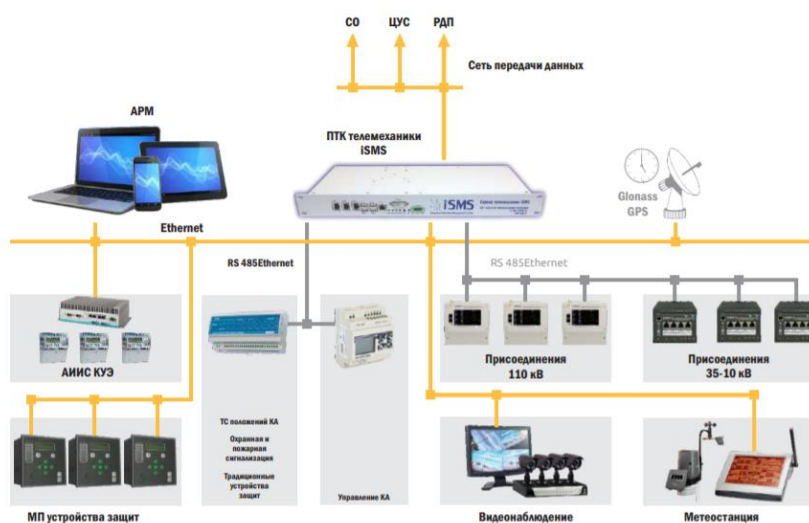 СО ЦУС РДП
Сеть передачи данных
АРМ
ПТК телемеханики
iSMS
iSMS
Glonass
GPS
Ethernet
RS 485Ethernet
RS 485Ethernet
АИИС КУЭ
Присоединения
110 кВ
Присоединения
35-10 кВ
ТС положений КА
Охранная и
пожарная
сигнализация
Традиционные
устройства
защит
Управление КА
МП устройства защит
Видеонаблюдение
Метеостанция